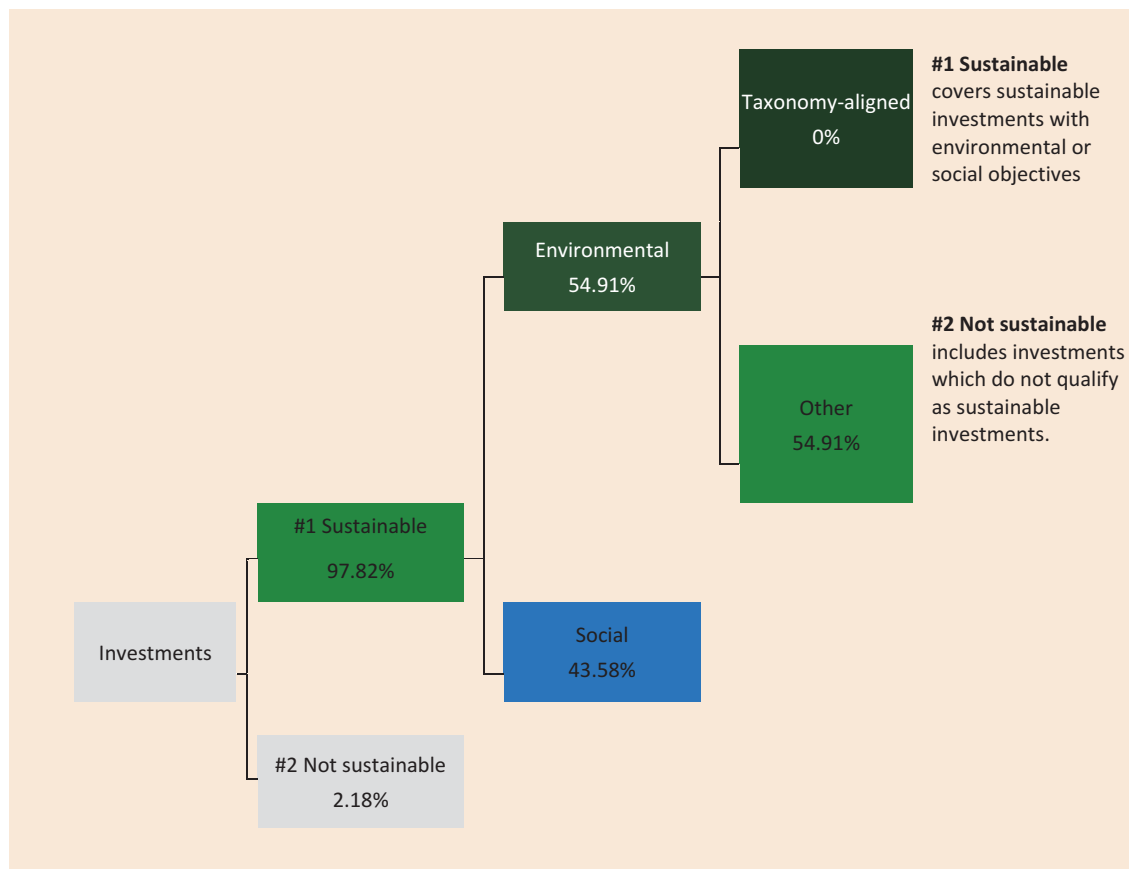 Investments
#1 Sustainable
97.82%
#2 Not sustainable
2.18%
Environmental
54.91%
Social
43.58%
Taxonomy-aligned
0%
Other
54.91%
#1 Sustainable
covers sustainable
investments with
environmental or
social objectives
#2 Not sustainable
includes investments
which do not qualify
as sustainable
investments.